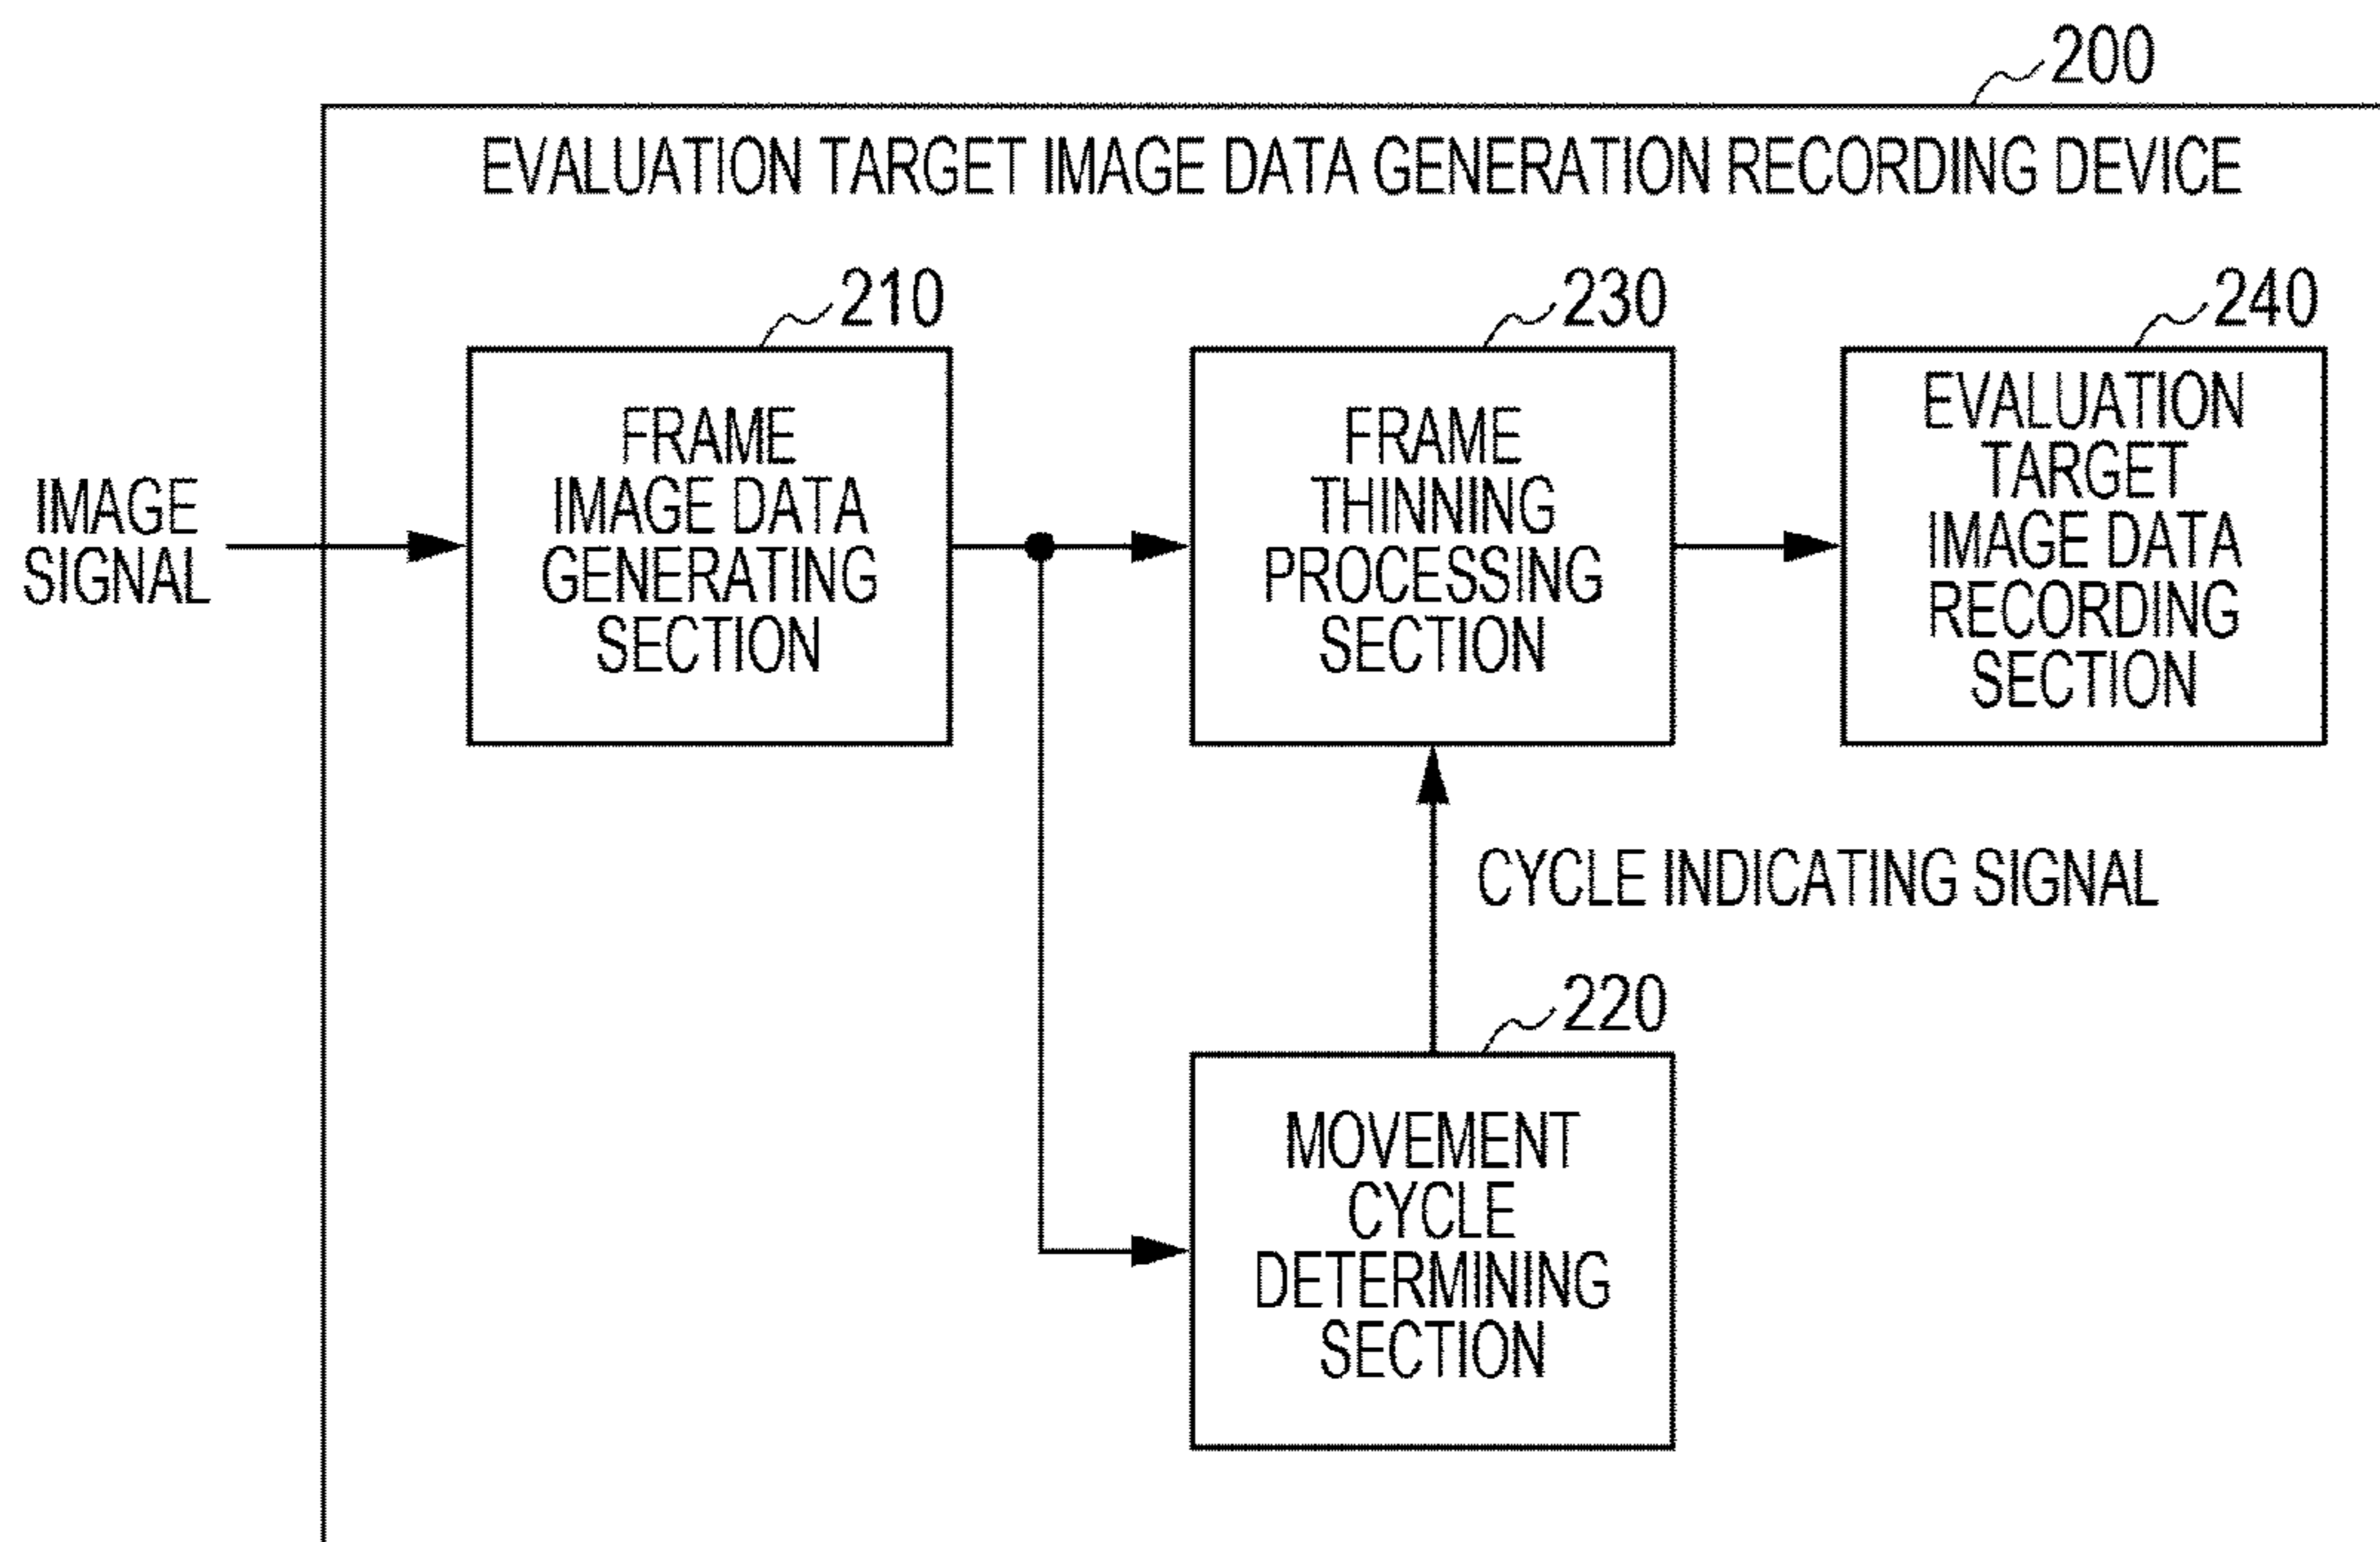 200
EVALUATION TARGET IMAGE DATA GENERATION RECORDING DEVICE
210
230
240
IMAGE
SIGNAL
FRAME
IMAGE DATA
GENERATING
SECTION
FRAME
THINNING
PROCESSING
SECTION
EVALUATION
TARGET
IMAGE DATA
RECORDING
SECTION
CYCLE INDICATING SIGNAL
220
MOVEMENT
CYCLE
DETERMINING
SECTION